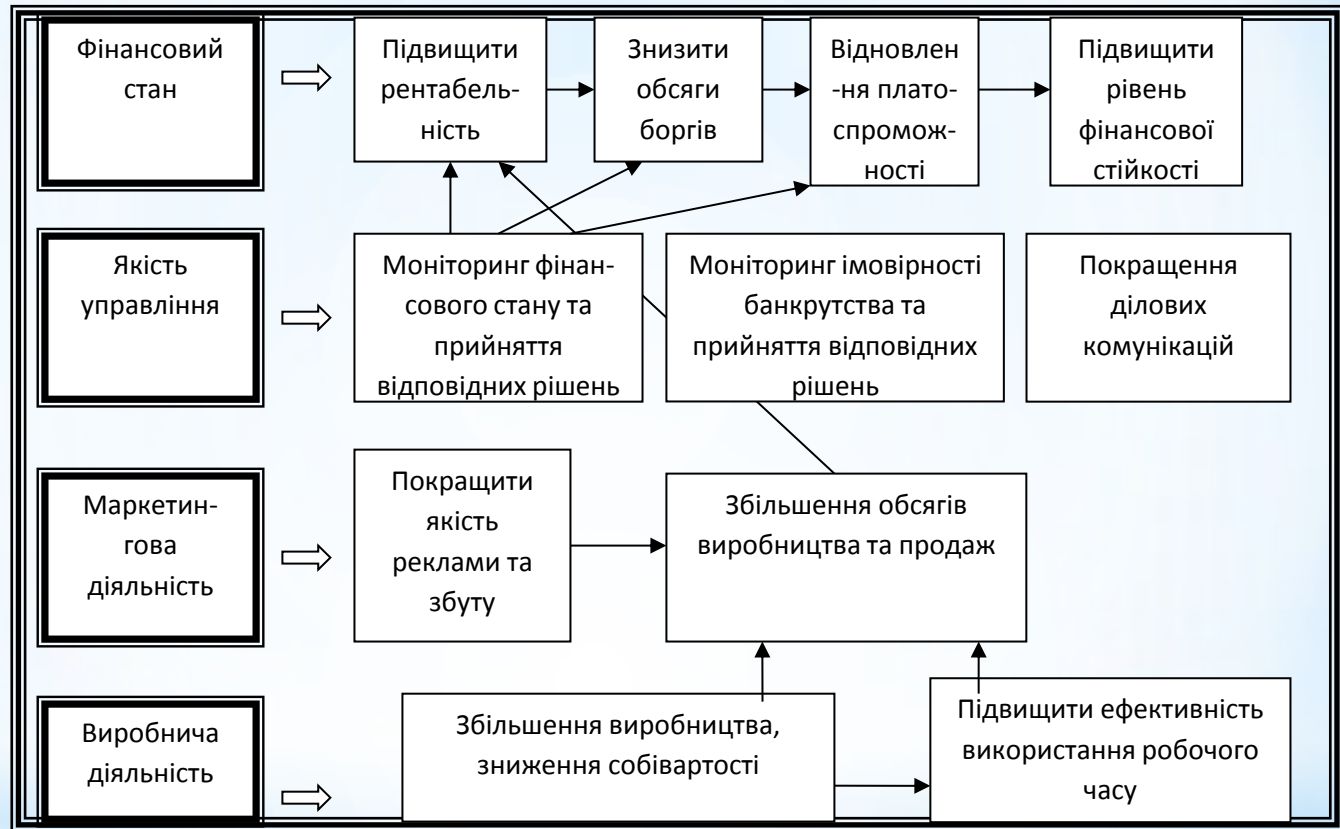 Фінансовий
стан
Підвищити
рентабель-
ність
Знизити
обсяги
боргів
Відновлен
-ня плато-
спромож-
ності
Підвищити
рівень
фінансової
стійкості
Якість
управління
Моніторинг фінан-
сового стану та
прийняття
відповідних рішень
Моніторинг імовірності
банкрутства та
прийняття відповідних
рішень
Покращення
ділових
комунікацій
Маркетин-
гова
діяльність
Покращити
якість
реклами та
збуту
Збільшення обсягів
виробництва та продаж
Виробнича
діяльність
Збільшення виробництва,
зниження собівартості
Підвищити ефективність
використання робочого
часу